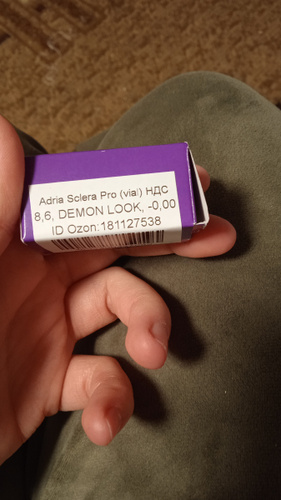 Adria Sclera Pro (vial) НДС
8,6, DEMON LOOK, -0,00
ID Ozon:181127538